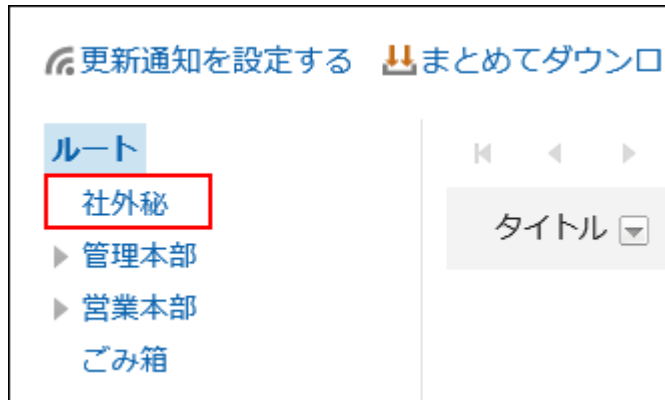 更新通知を設定する まとめてダウンロ
ルート
社外秘
タイトル
管理本部
営業本部
ごみ箱